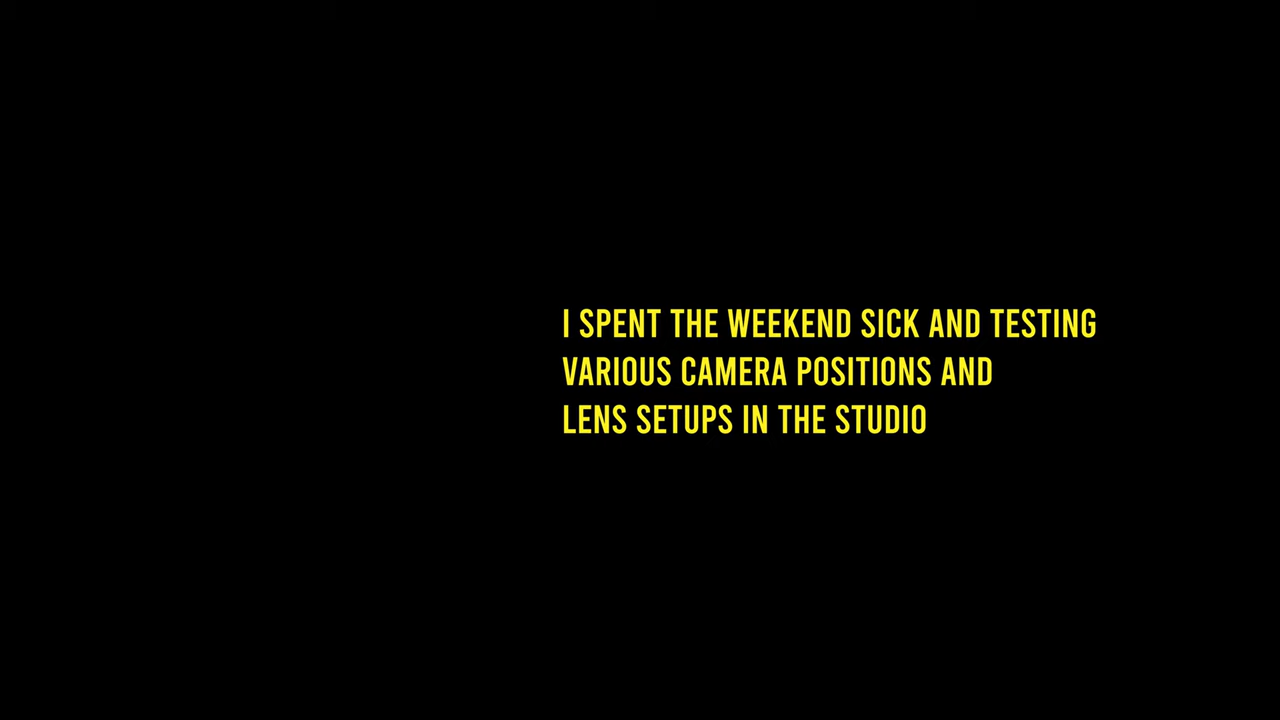 I SPENT THE WEEKEND SICK AND TESTING
VARIOUS CAMERA POSITIONS AND
LENS SETUPS IN THE STUDIO